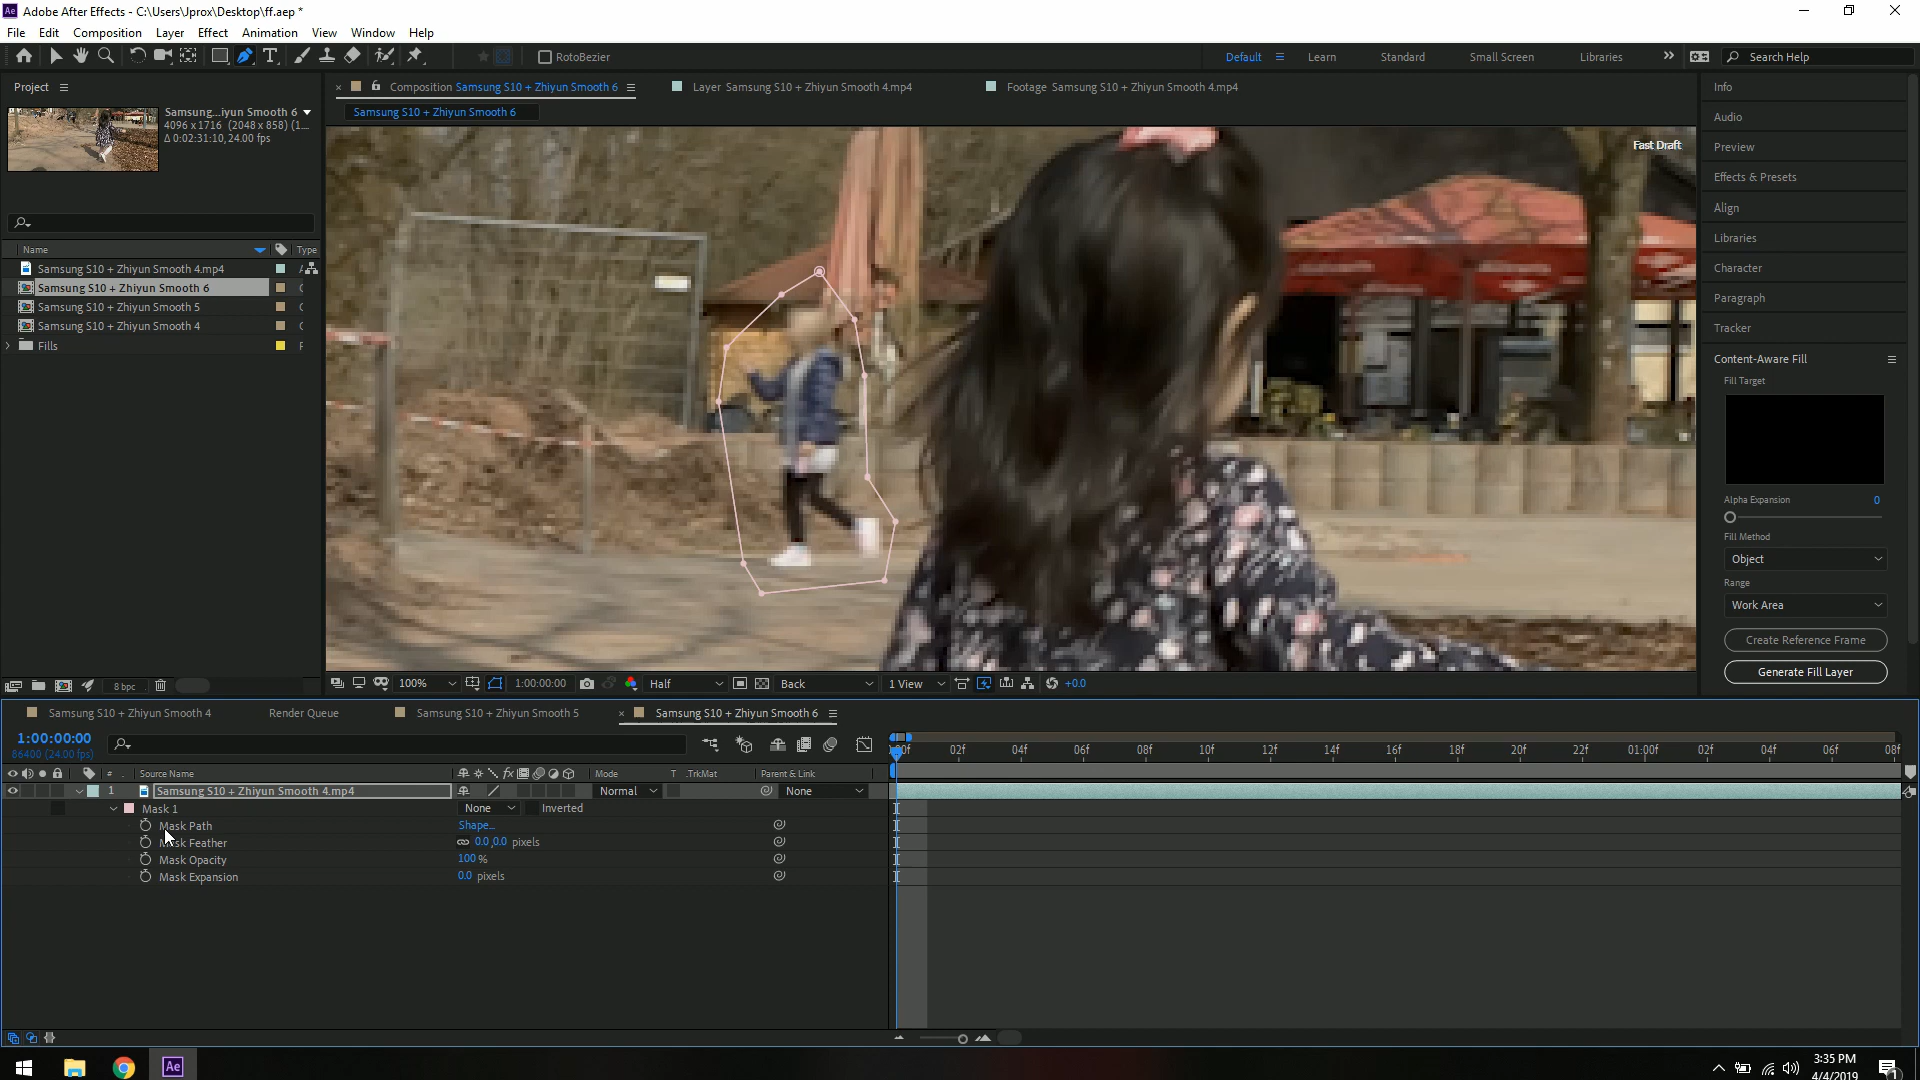 Adobe After Effects - C:\Users\Jprox\Desktop\ff.aep *
File Edit Composition Layer Effect Animation View Window Help
RotoBezier
Default Learn Standard Small Screen Libraries Search Help
Project
Samsung...iyun Smooth 6
4096 x 1716 (2048 x 858) (1...
Δ 0:02:31:10, 24.00 fps
Name Type
Samsung S10 + Zhiyun Smooth 4.mp4
Samsung S10 + Zhiyun Smooth 6
Samsung S10 + Zhiyun Smooth 5
Samsung S10 + Zhiyun Smooth 4
Fills F
8 bpc
Composition Samsung S10 + Zhiyun Smooth 6
Layer Samsung S10 + Zhiyun Smooth 4.mp4
Footage Samsung S10 + Zhiyun Smooth 4.mp4
Samsung S10 + Zhiyun Smooth 6
Fast Draft
100% 1:00:00:00 Half Back 1 View +0.0
Info
Audio
Preview
Effects & Presets
Align
Libraries
Character
Paragraph
Tracker
Content-Aware Fill
Fill Target
Alpha Expansion 0
Fill Method
Object
Range
Work Area
Create Reference Frame
Generate Fill Layer
Samsung S10 + Zhiyun Smooth 4 Render Queue Samsung S10 + Zhiyun Smooth 5 Samsung S10 + Zhiyun Smooth 6
1:00:00:00
86400 (24.00 fps)
:00f 02f 04f 06f 08f 10f 12f 14f 16f 18f 20f 22f 01:00f 02f 04f 06f 08f
# . Source Name fx Mode T .TrkMat Parent & Link
1 Samsung S10 + Zhiyun Smooth 4.mp4 Normal None
Mask 1 None Inverted
Mask Path Shape...
Feather 0.0,0.0 pixels
Mask Opacity 100 %
Mask Expansion 0.0 pixels
Ae
3:35 PM
4/4/2019
1